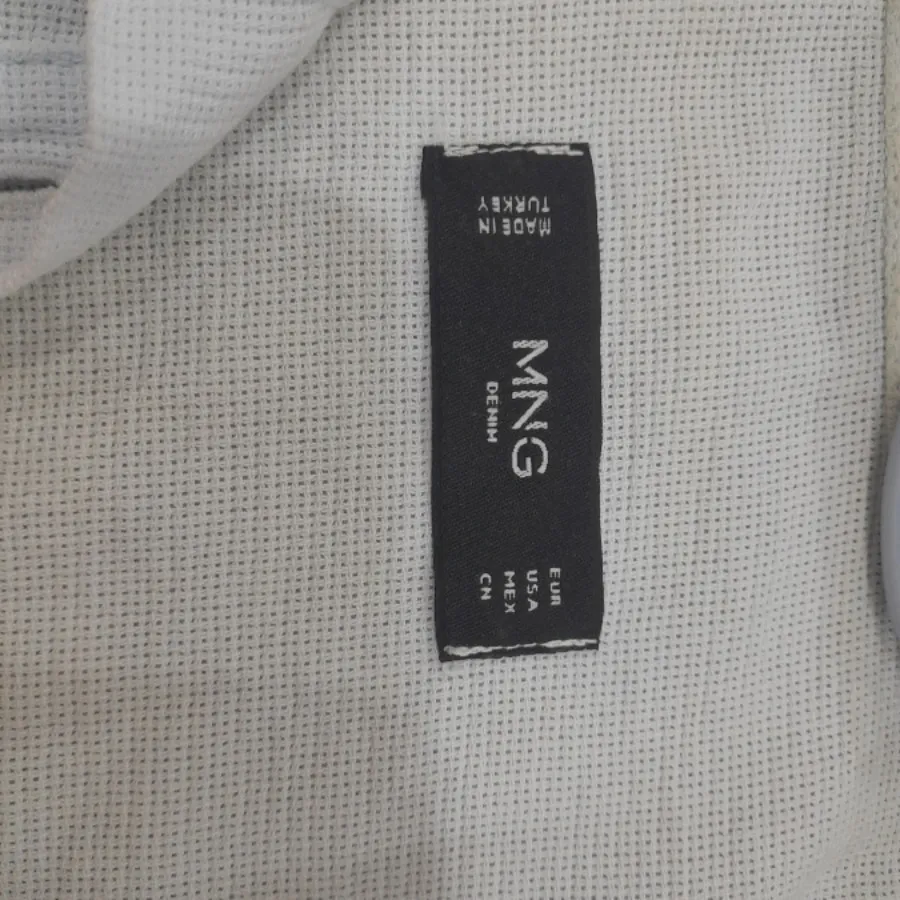 MADE IN
TURKEY
MNG
DENIM
EUR
USA
MEX
CN